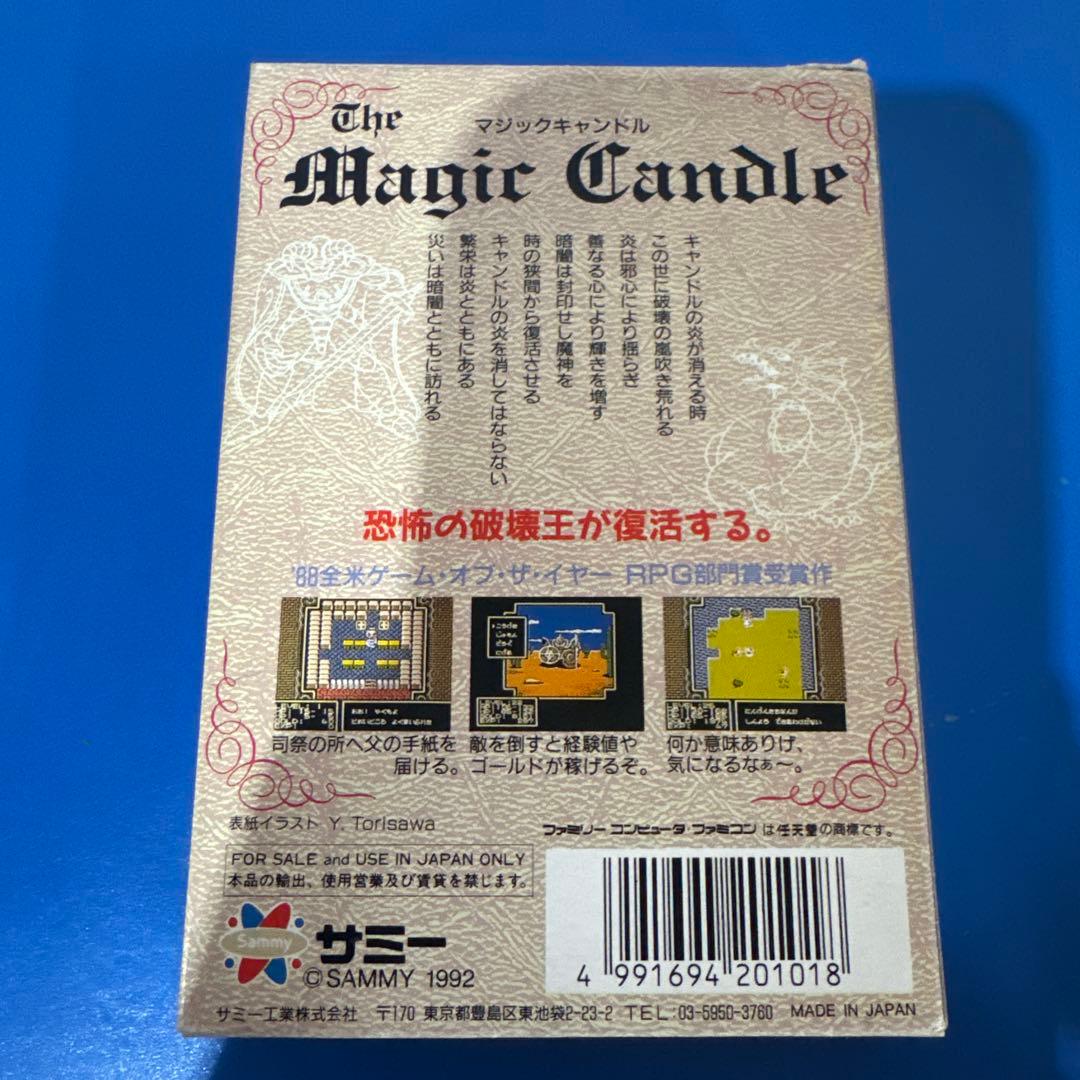 The
マジックキャンドル
Magic Candle
キャンドルの炎が消える時
この世に破壊の嵐吹き荒れる
炎は邪心により揺らぎ
善なる心により輝きを増す
暗闇は封印せし魔神を
時の狭間から復活させる
キャンドルの炎を消してはならない
繁栄は炎とともにある
災いは暗闇とともに訪れる
恐怖の破壊王が復活する。
'88全米ゲーム・オブ・ザ・イヤー RPG部門賞受賞作
司祭の所へ父の手紙を
届ける。
敵を倒すと経験値や
ゴールドが稼げるぞ。
何か意味ありげ、
気になるなぁ〜。
表紙イラスト Y. Torisawa
ファミリーコンピュータ・ファミコンは任天堂の商標です。
FOR SALE and USE IN JAPAN ONLY
本品の輸出、使用営業及び賃貸を禁じます。
Sammy
サミー
©SAMMY 1992
4 991694 201018
サミー工業株式会社 〒170 東京都豊島区東池袋2-23-2 TEL:03-5950-3760 MADE IN JAPAN